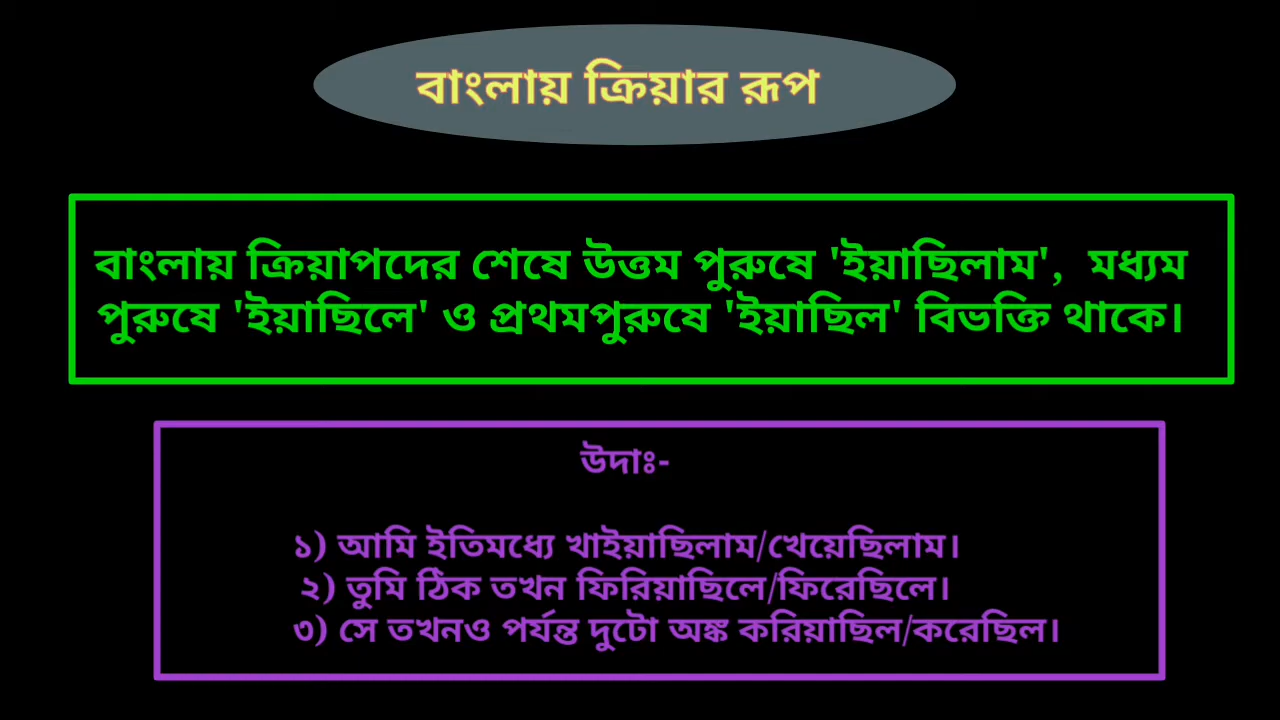 বাংলায় ক্রিয়ার রূপ
বাংলায় ক্রিয়াপদের শেষে উত্তম পুরুষে 'ইয়াছিলাম', মধ্যম
পুরুষে 'ইয়াছিলে' ও প্রথমপুরুষে 'ইয়াছিল' বিভক্তি থাকে।
উদাঃ-
১) আমি ইতিমধ্যে খাইয়াছিলাম/খেয়েছিলাম।
২) তুমি ঠিক তখন ফিরিয়াছিলে/ফিরেছিলে।
৩) সে তখনও পর্যন্ত দুটো অঙ্ক করিয়াছিল/করেছিল।